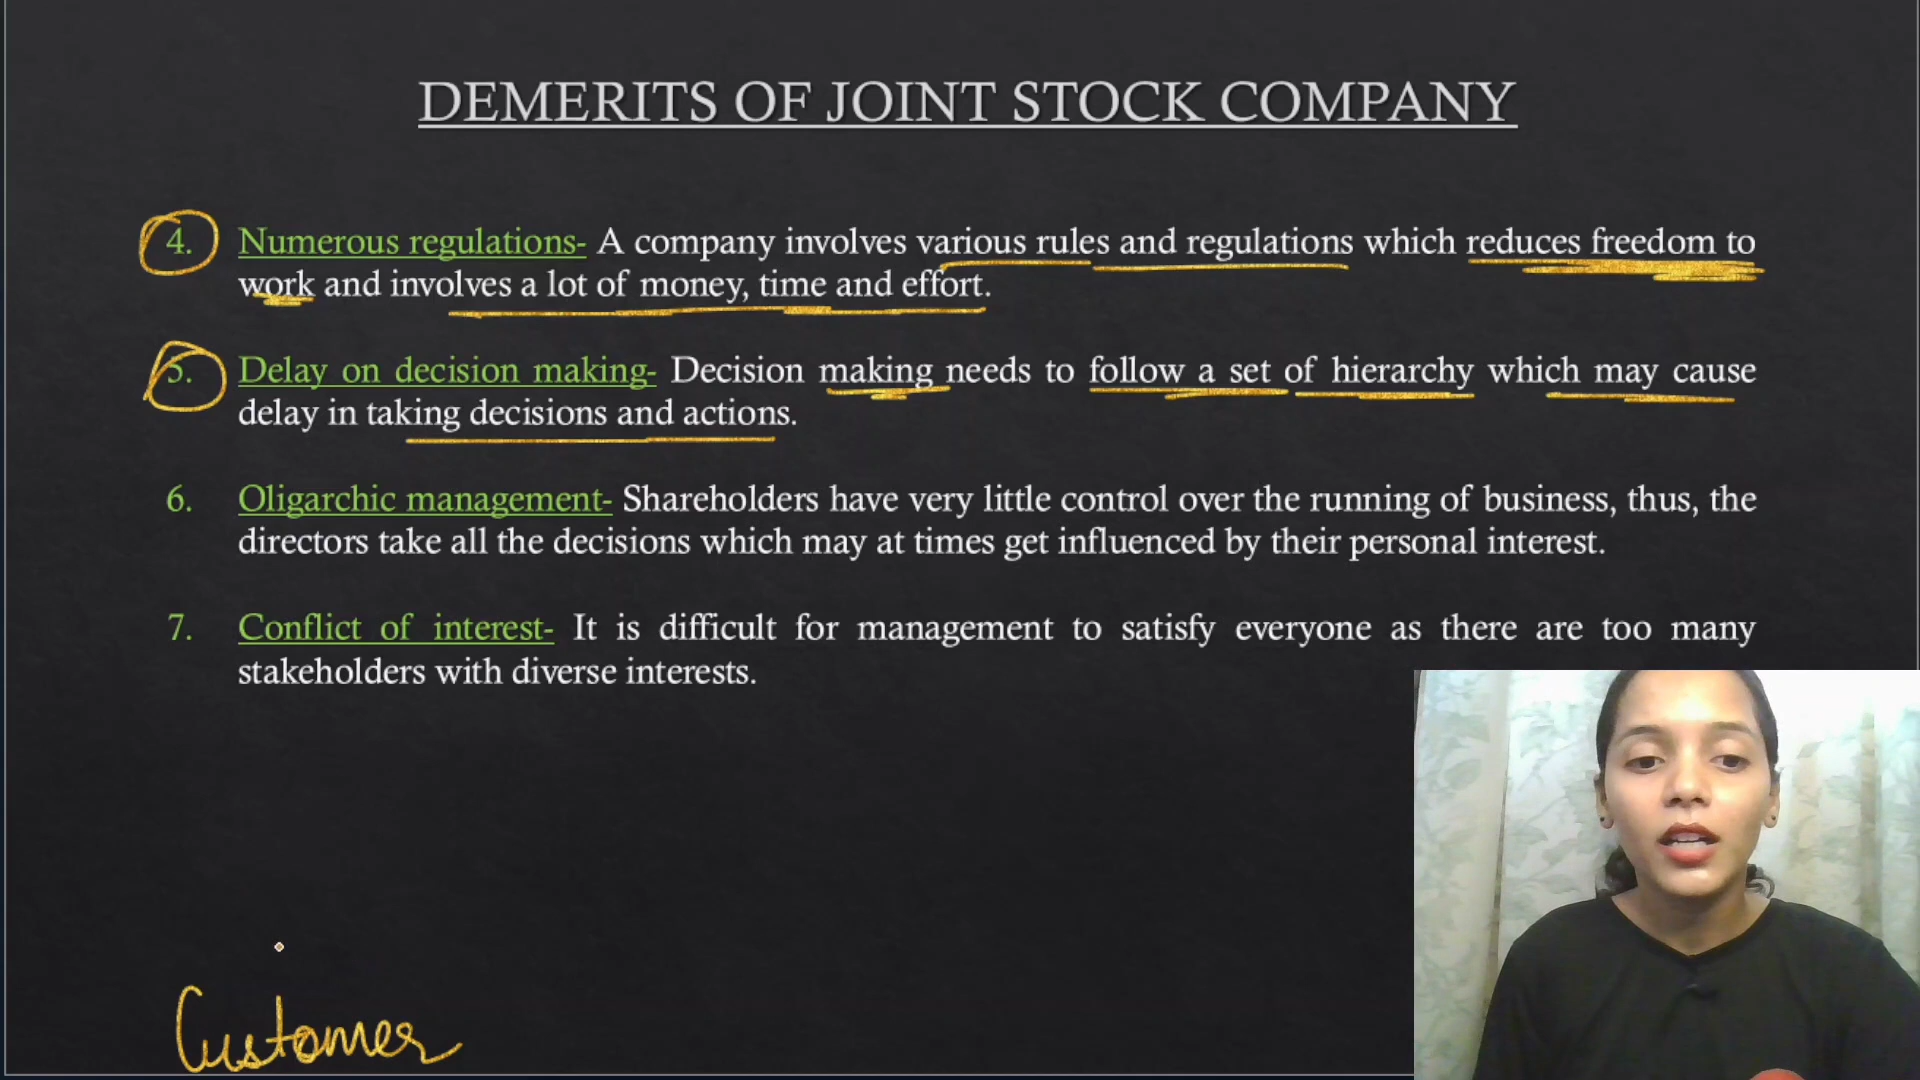 DEMERITS OF JOINT STOCK COMPANY
4. Numerous regulations- A company involves various rules and regulations which reduces freedom to
work and involves a lot of money, time and effort.
5. Delay on decision making- Decision making needs to follow a set of hierarchy which may cause
delay in taking decisions and actions.
6. Oligarchic management- Shareholders have very little control over the running of business, thus, the
directors take all the decisions which may at times get influenced by their personal interest.
7. Conflict of interest- It is difficult for management to satisfy everyone as there are too many
stakeholders with diverse interests.
Customer